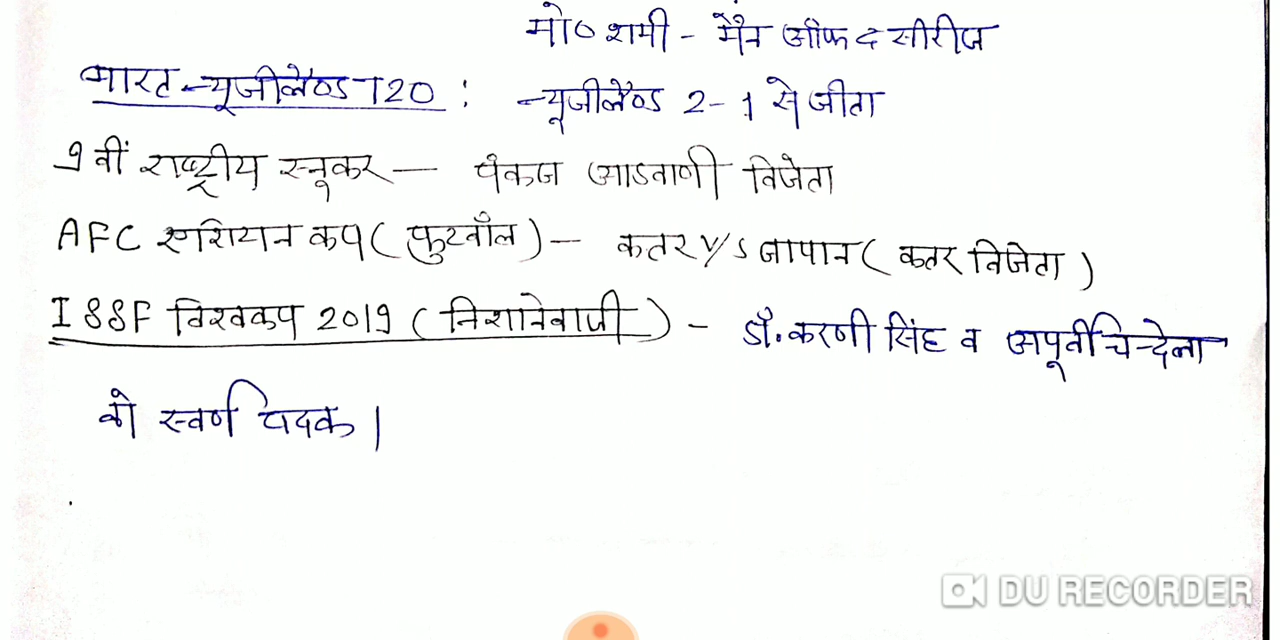 मो० शमी - मैन ऑफ द सीरीज
भारत-न्यूजीलैण्ड T20 : न्यूजीलैण्ड 2-1 से जीता
9 वीं राष्ट्रीय स्नूकर — पंकज आडवाणी विजेता
AFC एशियन कप (फुटबॉल) - कतर V/S जापान (कतर विजेता)
ISSF विश्वकप 2019 (निशानेबाजी) - डॉ. करणी सिंह व अपूर्वी चन्देला
को स्वर्ण पदक |
DU RECORDER